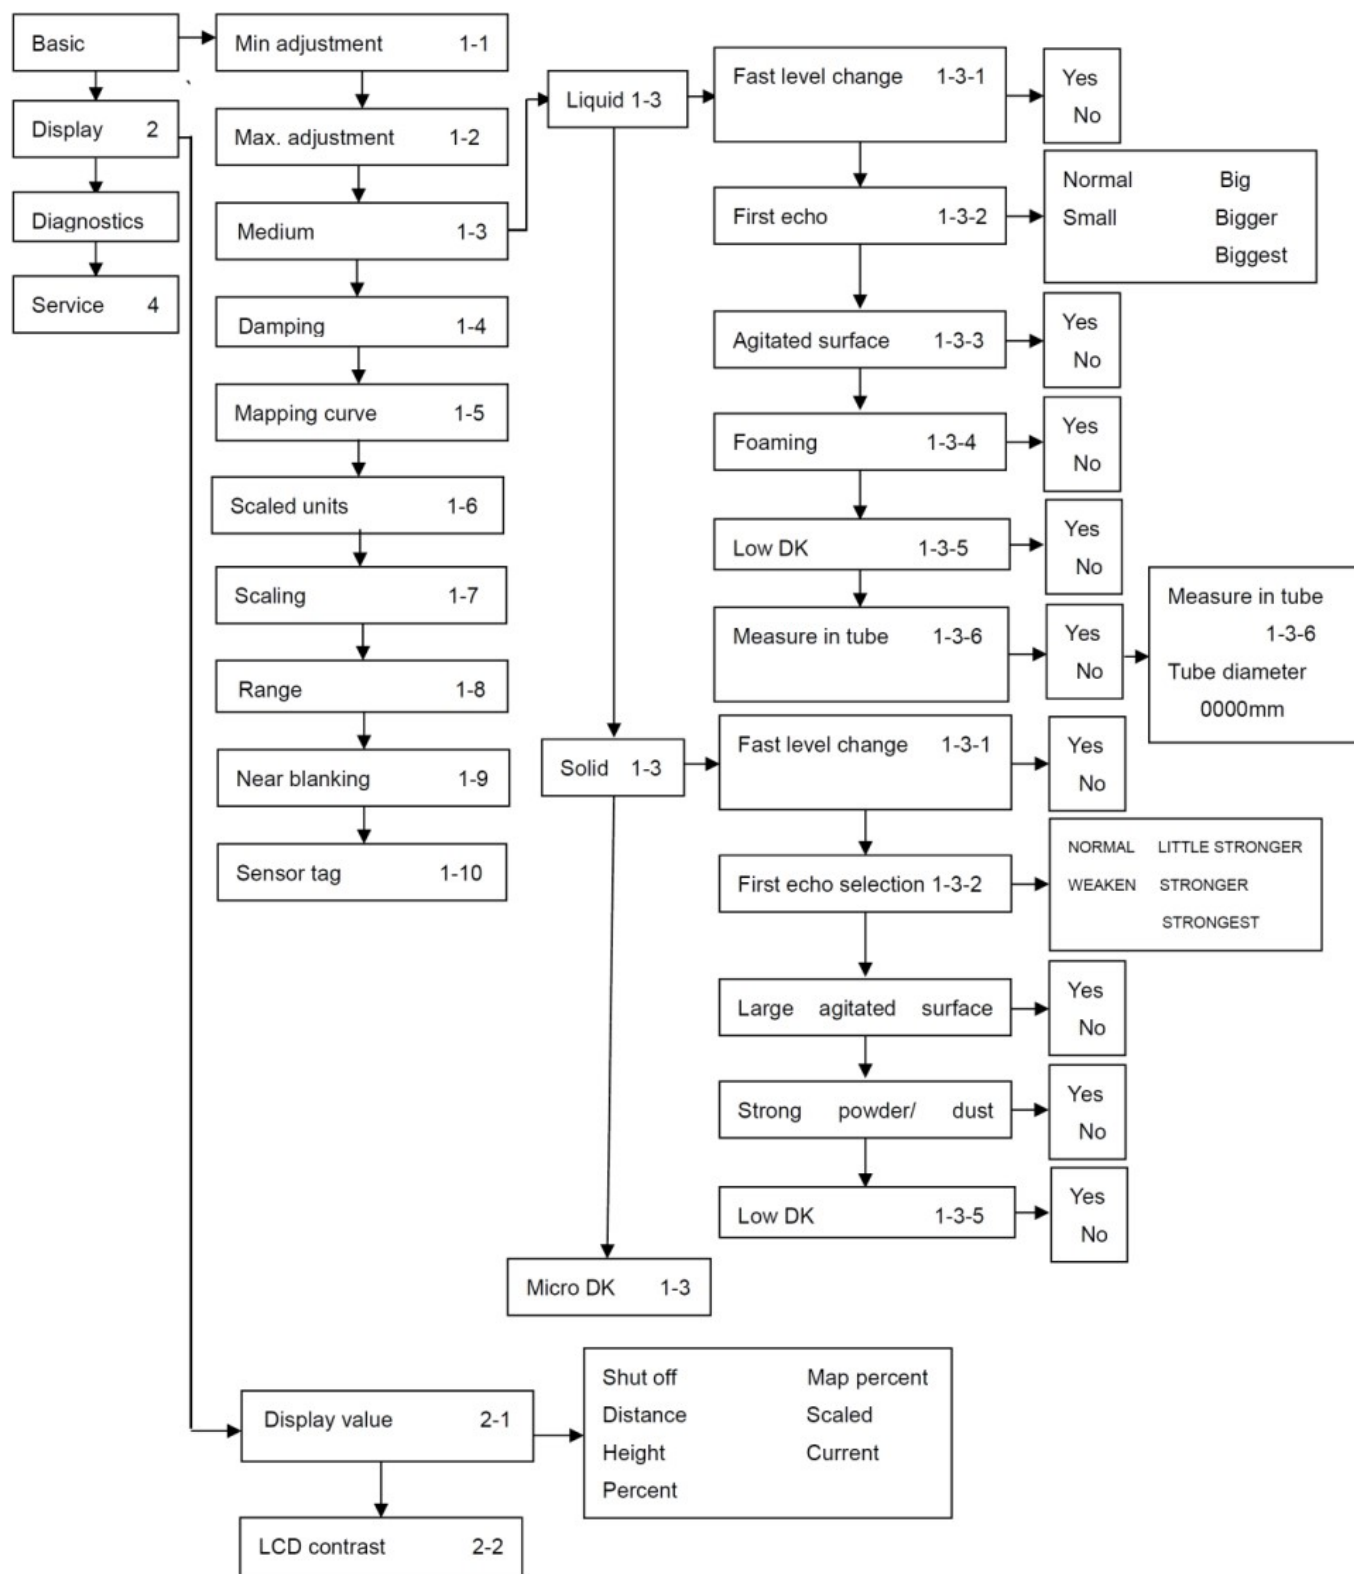 Basic
Display 2
Diagnostics
Service 4
Min adjustment 1-1
Max. adjustment 1-2
Medium 1-3
Damping 1-4
Mapping curve 1-5
Scaled units 1-6
Scaling 1-7
Range 1-8
Near blanking 1-9
Sensor tag 1-10
Liquid 1-3
Fast level change 1-3-1
Yes
No
First echo 1-3-2
Normal Big
Small Bigger
Biggest
Agitated surface 1-3-3
Yes
No
Foaming 1-3-4
Yes
No
Low DK 1-3-5
Yes
No
Measure in tube 1-3-6
Yes
No
Measure in tube
1-3-6
Tube diameter
0000mm
Solid 1-3
Fast level change 1-3-1
Yes
No
First echo selection 1-3-2
NORMAL LITTLE STRONGER
WEAKEN STRONGER
STRONGEST
Large agitated surface
Yes
No
Strong powder/ dust
Yes
No
Low DK 1-3-5
Yes
No
Micro DK 1-3
Display value 2-1
Shut off Map percent
Distance Scaled
Height Current
Percent
LCD contrast 2-2